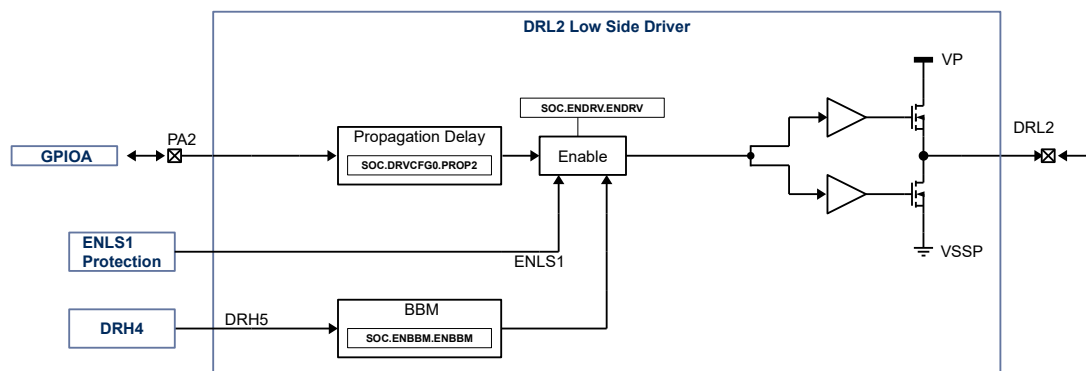 DRL2 Low Side Driver
VP
SOC.ENDRV.ENDRV
PA2
Propagation Delay
DRL2
GPIOA
SOC.DRVCFG0.PROP2
Enable
ENLS1
Protection
ENLS1
VSSP
BBM
DRH4
DRH5
SOC.ENBBM.ENBBM